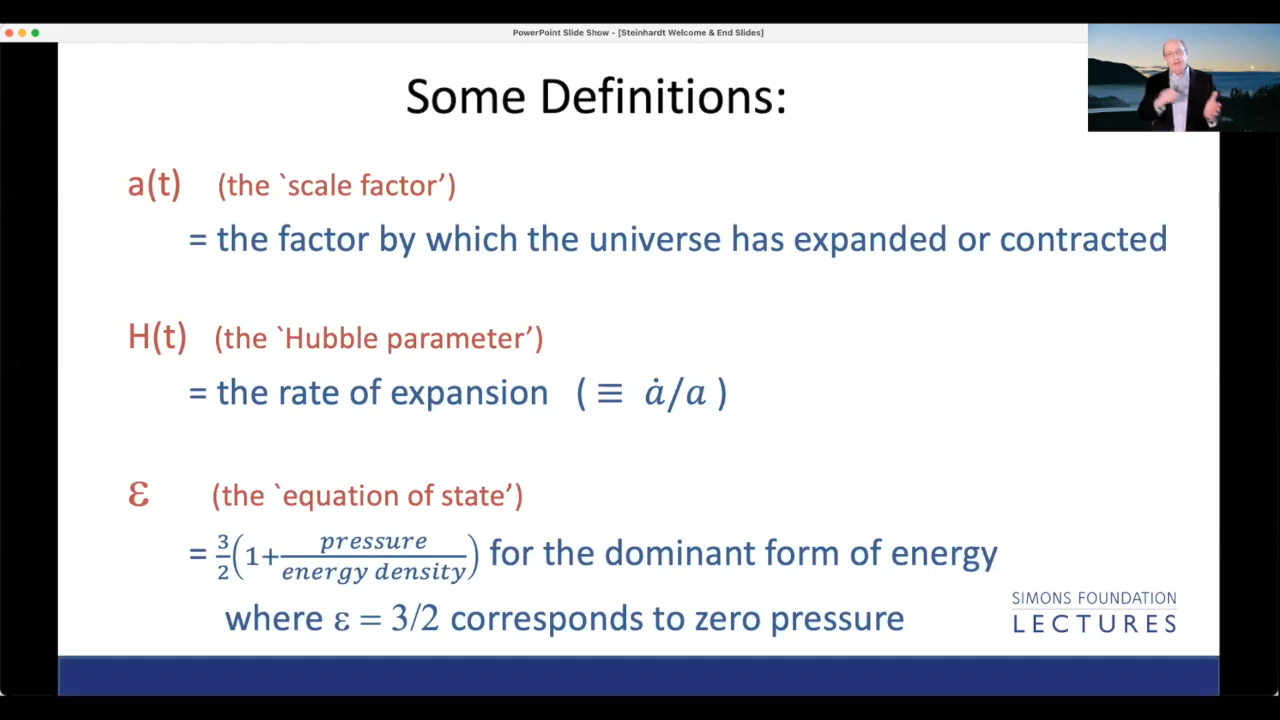 PowerPoint Slide Show - [Steinhardt Welcome & End Slides]
Some Definitions:
a(t) (the `scale factor')
= the factor by which the universe has expanded or contracted
H(t) (the `Hubble parameter')
= the rate of expansion ( ≡ ȧ/a )
ε (the `equation of state')
= 3/2 (1+ pressure/energy density) for the dominant form of energy
where ε = 3/2 corresponds to zero pressure
SIMONS FOUNDATION
LECTURES